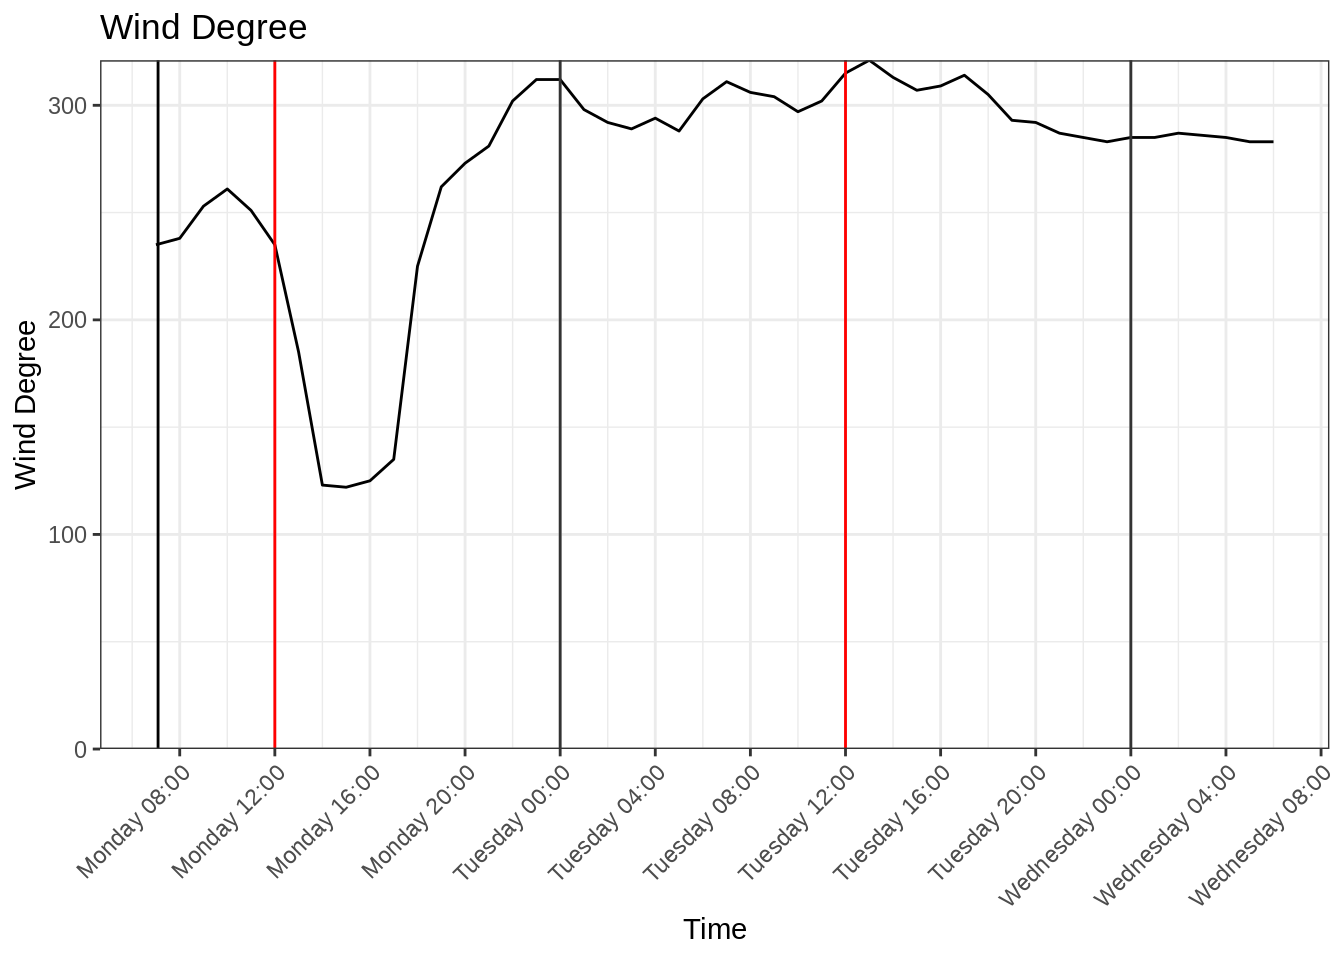 Wind Degree
Wind Degree
300
200
100
0
Monday 08:00
Monday 12:00
Monday 16:00
Monday 20:00
Tuesday 00:00
Tuesday 04:00
Tuesday 08:00
Tuesday 12:00
Tuesday 16:00
Tuesday 20:00
Wednesday 00:00
Wednesday 04:00
Wednesday 08:00
Time